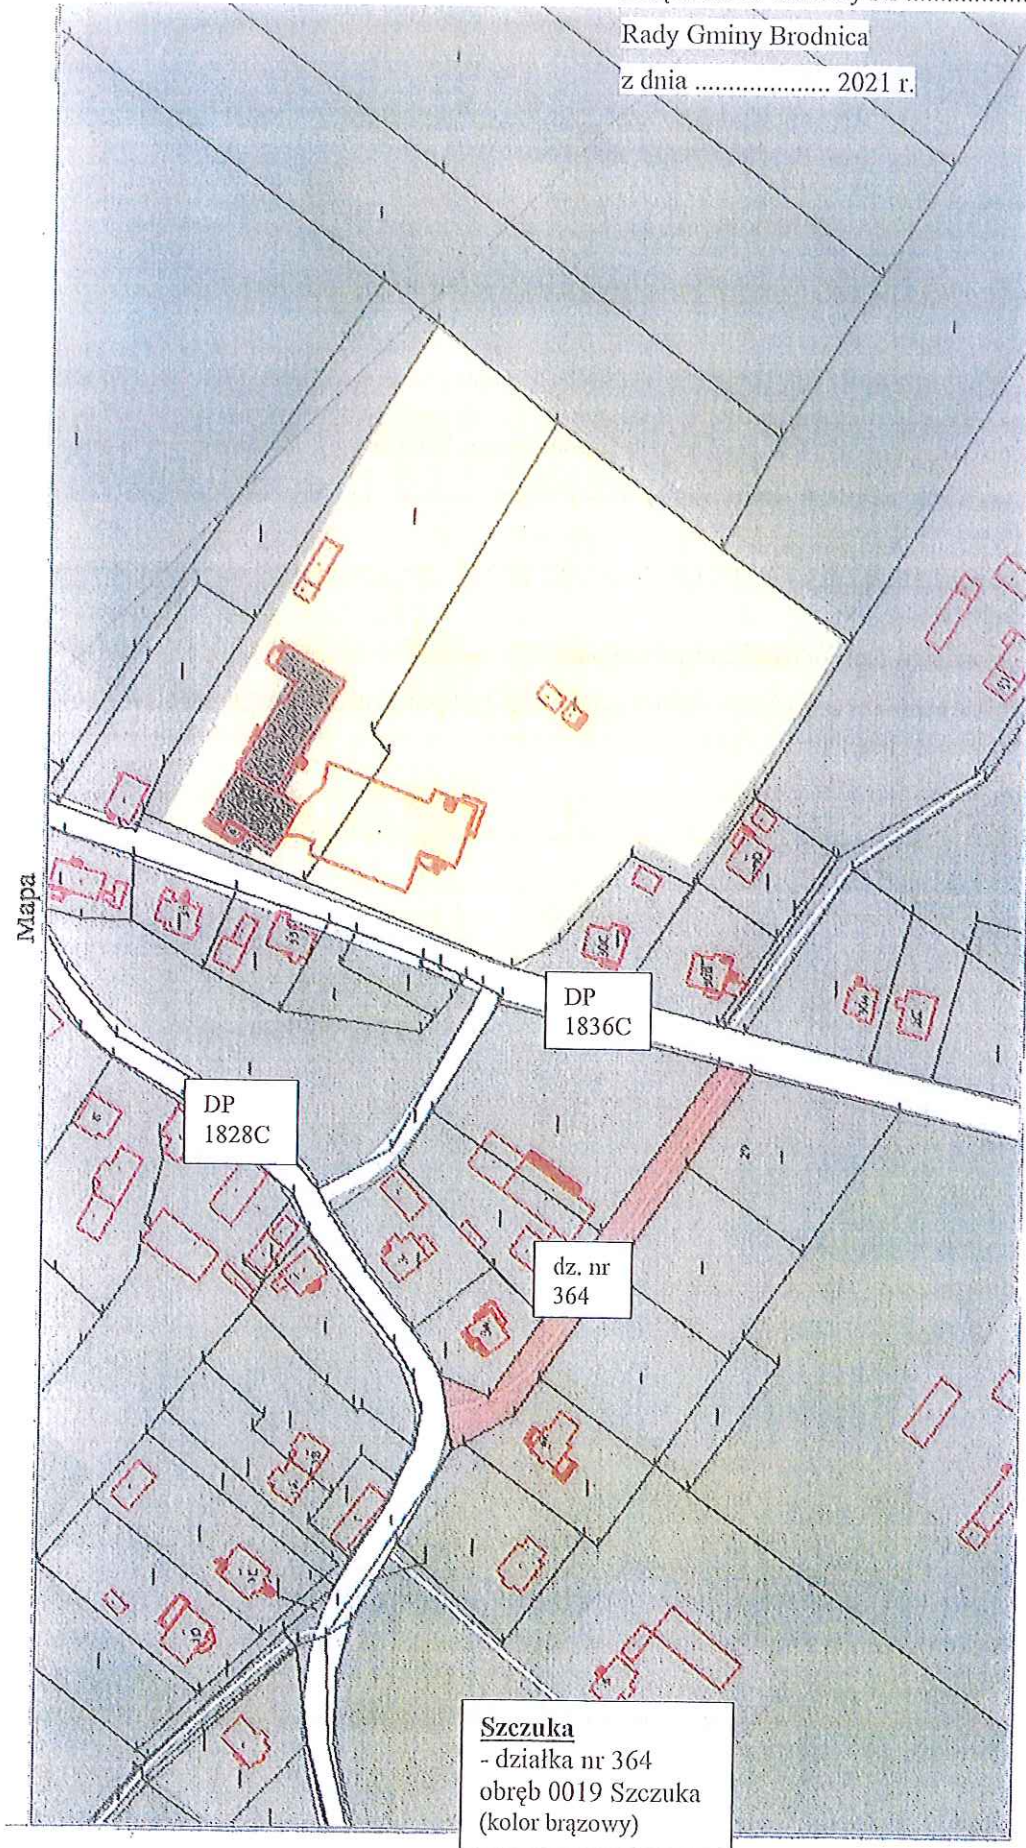 Rady Gminy Brodnica
z dnia .................... 2021 r.
Mapa
DP
1836C
DP
1828C
dz. nr
364
Szczuka
- działka nr 364
obręb 0019 Szczuka
(kolor brązowy)